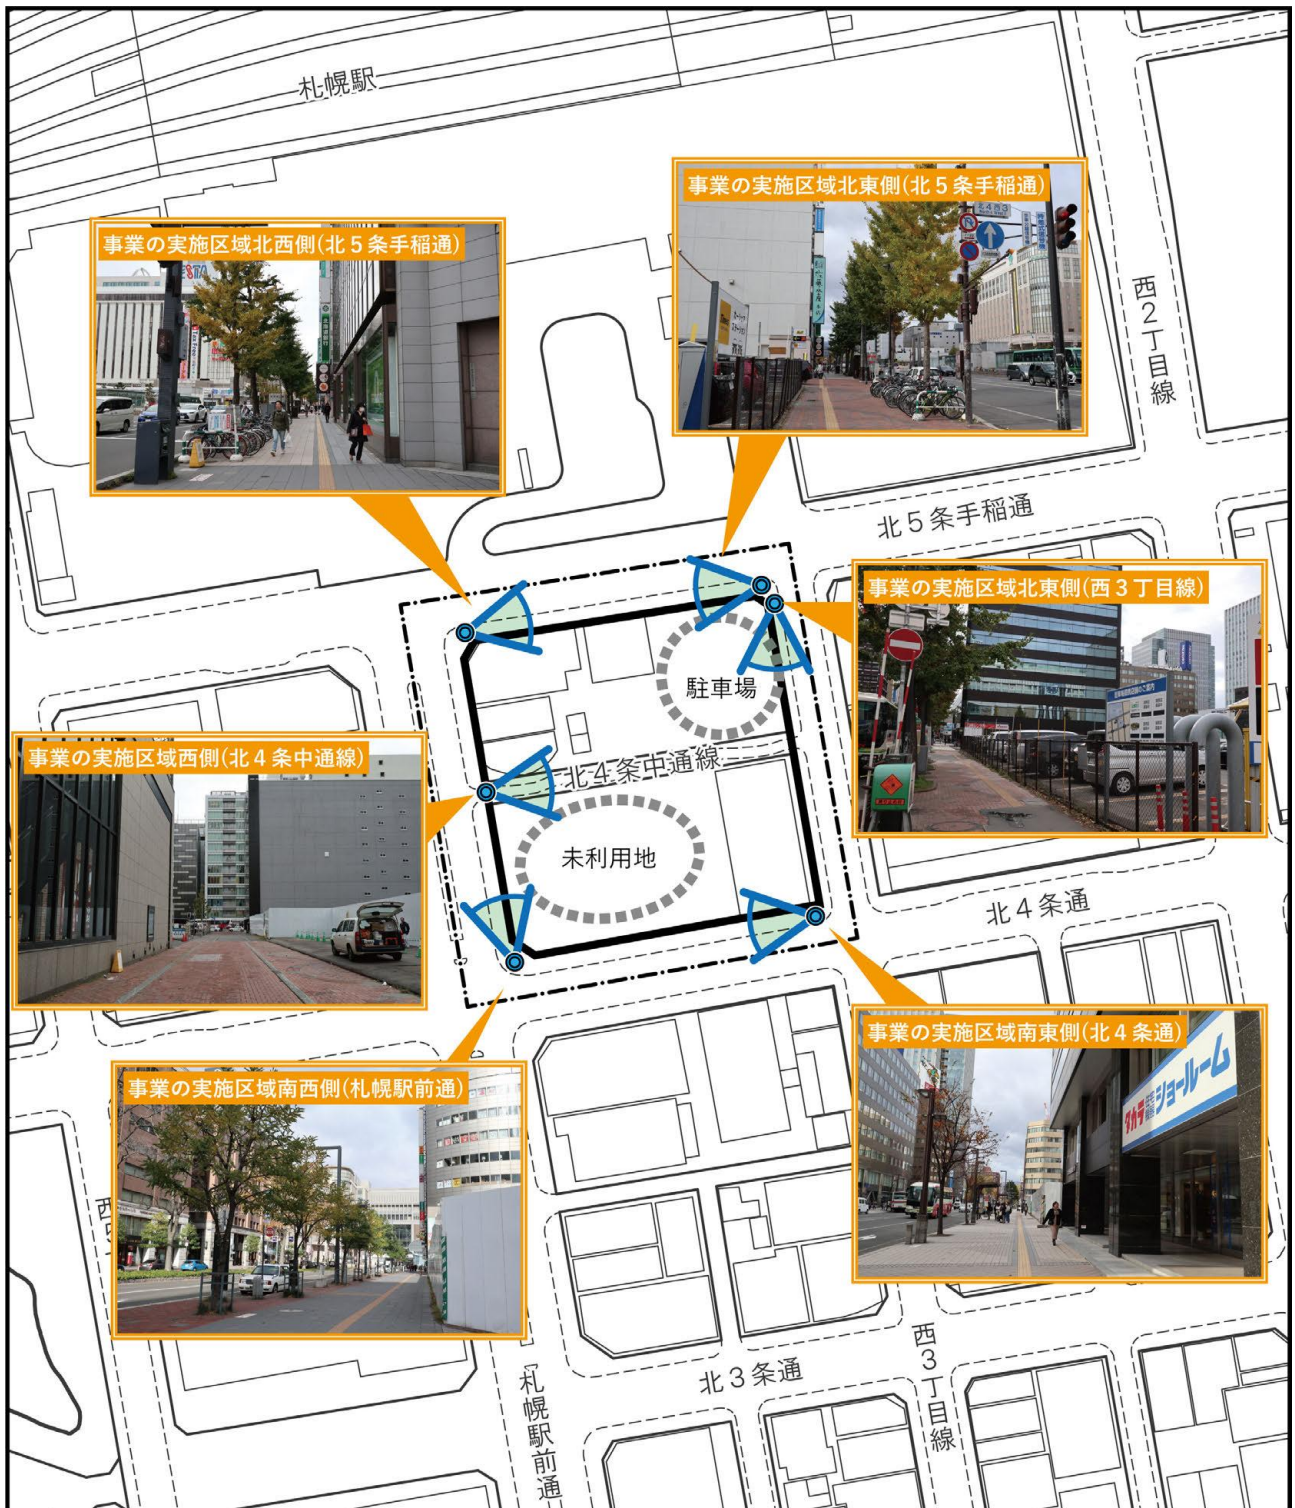 札幌駅
事業の実施区域北東側(北５条手稲通)
事業の実施区域北西側(北５条手稲通)
西２丁目線
北５条手稲通
事業の実施区域北東側(西３丁目線)
駐車場
事業の実施区域西側(北４条中通線)
北４条中通線
未利用地
北４条通
事業の実施区域南東側(北４条通)
タカラ
ショールーム
事業の実施区域南西側(札幌駅前通)
北３条通
西３丁目線
札幌駅前通